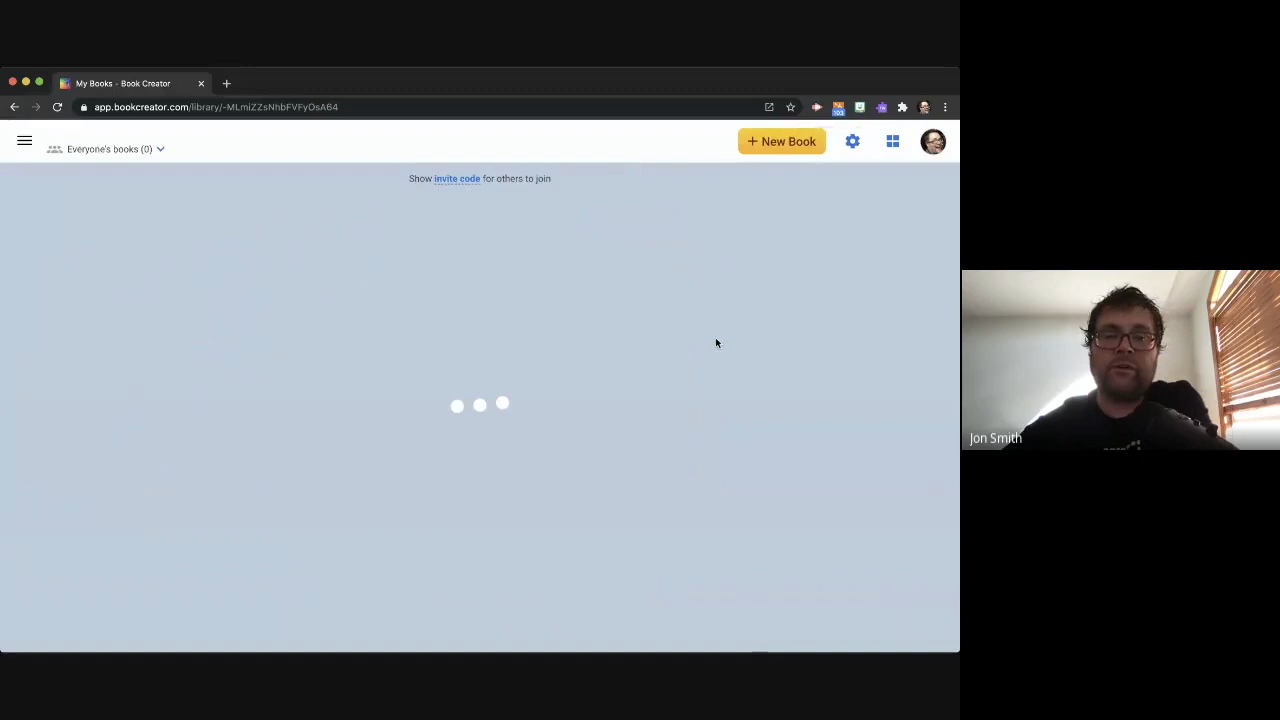 My Books - Book Creator
app.bookcreator.com/library/-MLmiZZsNhbFVFyOsA64
103
Everyone's books (0)
+ New Book
Show invite code for others to join
Jon Smith